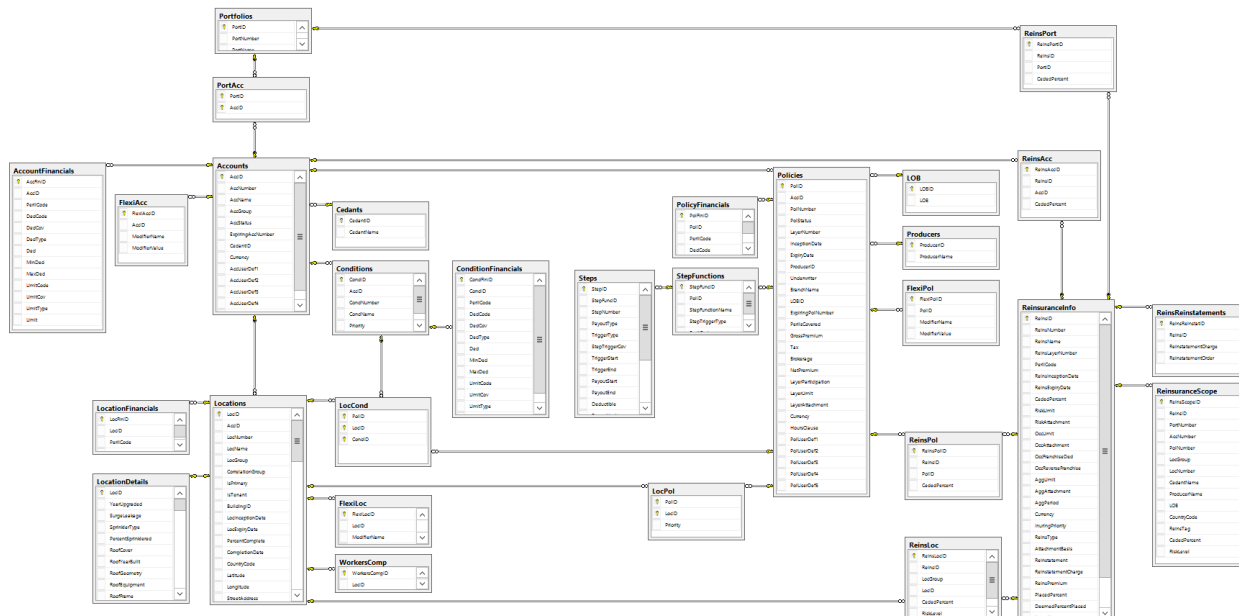 Portfolios
PortID
PortNumber
PortName
ReinsPort
ReinsPortID
ReinsID
PortID
CededPercent
PortAcc
PortID
AccID
Accounts
AccID
AccNumber
AccName
AccGroup
AccStatus
ExpiringAccNumber
CedantID
Currency
AccUserDef1
AccUserDef2
AccUserDef3
AccUserDef4
AccountFinancials
AccFinID
AccID
PerilCode
DedCode
DedCov
DedType
Ded
MinDed
MaxDed
LimitCode
LimitCov
LimitType
Limit
FlexiAcc
FlexiAccID
AccID
ModifierName
ModifierValue
Cedants
CedantID
CedantName
Conditions
CondID
AccID
CondNumber
CondName
Priority
ConditionFinancials
CondFinID
CondID
PerilCode
DedCode
DedCov
DedType
Ded
MinDed
MaxDed
LimitCode
LimitCov
LimitType
Steps
StepID
StepFuncID
StepNumber
PayoutType
TriggerType
StepTriggerCov
TriggerStart
TriggerEnd
PayoutStart
PayoutEnd
Deductible
PolicyFinancials
PolFinID
PolID
PerilCode
DedCode
StepFunctions
StepFuncID
PolID
StepFunctionName
StepTriggerType
Policies
PolID
AccID
PolNumber
PolStatus
LayerNumber
InceptionDate
ExpiryDate
ProducerID
Underwriter
BranchName
LOBID
ExpiringPolNumber
PerilsCovered
GrossPremium
Tax
Brokerage
NetPremium
LayerParticipation
LayerLimit
LayerAttachment
Currency
HoursClause
PolUserDef1
PolUserDef2
PolUserDef3
PolUserDef4
PolUserDef5
LOB
LOBID
LOB
Producers
ProducerID
ProducerName
FlexiPol
FlexiPolID
PolID
ModifierName
ModifierValue
ReinsAcc
ReinsAccID
ReinsID
AccID
CededPercent
ReinsuranceInfo
ReinsID
ReinsNumber
ReinsName
ReinsLayerNumber
PerilCode
ReinsInceptionDate
ReinsExpiryDate
CededPercent
RiskLimit
RiskAttachment
OccLimit
OccAttachment
OccFranchiseDed
OccReverseFranchise
AggLimit
AggAttachment
AggPeriod
Currency
InuringPriority
ReinsType
AttachmentBasis
Reinstatement
ReinstatementCharge
ReinsPremium
PlacedPercent
DeemedPercentPlaced
ReinsReinstatements
ReinsReinstatID
ReinsID
ReinstatementCharge
ReinstatementOrder
ReinsuranceScope
ReinsScopeID
ReinsID
PortNumber
AccNumber
PolNumber
LocGroup
LocNumber
CedantName
ProducerName
LOB
CountryCode
ReinsTag
CededPercent
RiskLevel
LocationFinancials
LocFinID
LocID
PerilCode
LocationDetails
LocID
YearUpgraded
SurgeLeakage
SprinklerType
PercentSprinklered
RoofCover
RoofYearBuilt
RoofGeometry
RoofEquipment
RoofFrame
Locations
LocID
AccID
LocNumber
LocName
LocGroup
CorrelationGroup
IsPrimary
IsTenant
BuildingID
LocInceptionDate
LocExpiryDate
PercentComplete
CompletionDate
CountryCode
Latitude
Longitude
StreetAddress
LocCond
PolID
LocID
CondID
FlexiLoc
FlexiLocID
LocID
ModifierName
WorkersComp
WorkersCompID
LocID
LocPol
PolID
LocID
Priority
ReinsPol
ReinsPolID
ReinsID
PolID
CededPercent
ReinsLoc
ReinsLocID
ReinsID
LocGroup
LocID
CededPercent
RiskLevel